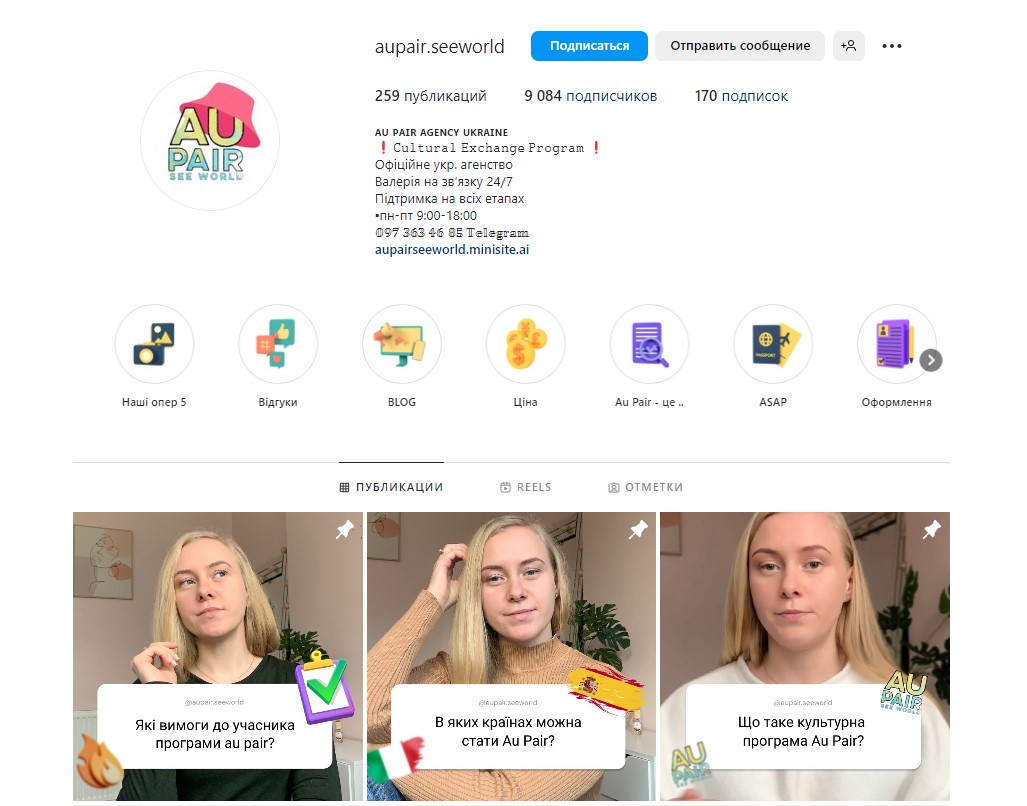 aupair.seeworld
Подписаться
Отправить сообщение
259 публикаций
9 084 подписчиков
170 подписок
AU PAIR SEE WORLD
AU PAIR AGENCY UKRAINE
❗ Cultural Exchange Program ❗
Офіційне укр. агенство
Валерія на зв'язку 24/7
Підтримка на всіх етапах
▪пн-пт 9:00-18:00
097 363 46 85 Telegram
aupairseeworld.minisite.ai
PASSPORT
Наші опер 5
Відгуки
BLOG
Ціна
Au Pair - це ..
ASAP
Оформлення
ПУБЛИКАЦИИ
REELS
ОТМЕТКИ
@aupair.seeworld
Які вимоги до учасника
програми au pair?
@aupair.seeworld
В яких країнах можна
стати Au Pair?
@aupair.seeworld
Що таке культурна
програма Au Pair?
AU PAIR SEE WORLD
AU PAIR